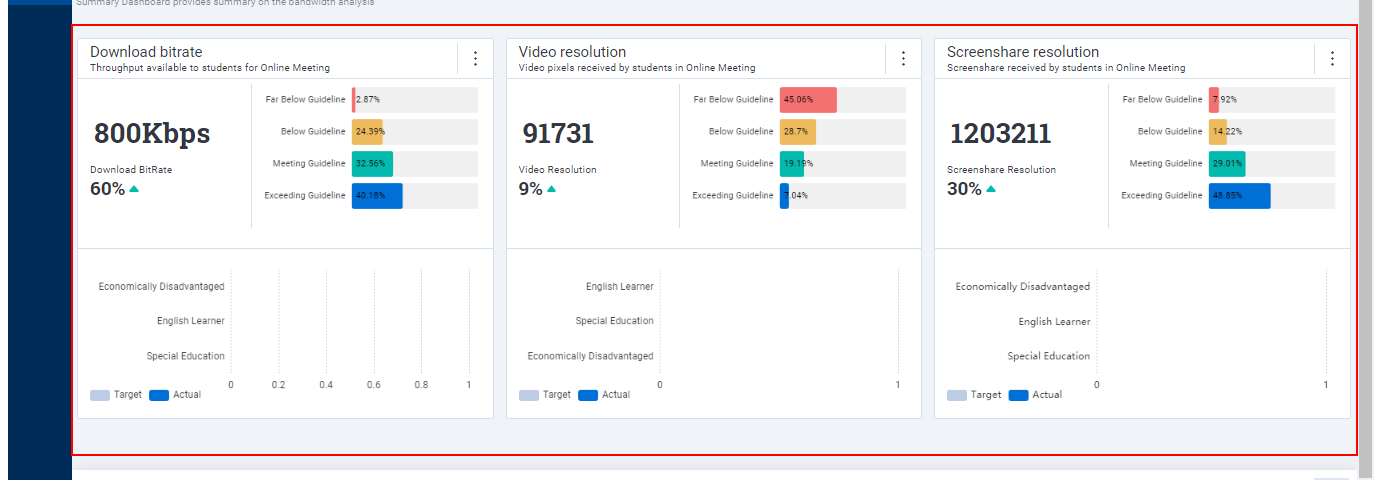 Summary Dashboard provides summary on the bandwidth analysis
Download bitrate
Throughput available to students for Online Meeting
800Kbps
Download BitRate
60%
Far Below Guideline 2.87%
Below Guideline 24.39%
Meeting Guideline 32.56%
Exceeding Guideline 40.18%
Economically Disadvantaged
English Learner
Special Education
0 0.2 0.4 0.6 0.8 1
Target Actual
Video resolution
Video pixels received by students in Online Meeting
91731
Video Resolution
9%
Far Below Guideline 45.06%
Below Guideline 28.7%
Meeting Guideline 19.19%
Exceeding Guideline 7.04%
English Learner
Special Education
Economically Disadvantaged
0 1
Target Actual
Screenshare resolution
Screenshare received by students in Online Meeting
1203211
Screenshare Resolution
30%
Far Below Guideline 7.92%
Below Guideline 14.22%
Meeting Guideline 29.01%
Exceeding Guideline 48.85%
Economically Disadvantaged
English Learner
Special Education
0 1
Target Actual